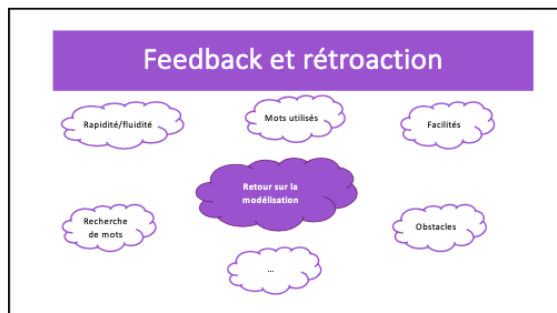 Feedback et rétroaction
Rapidité/fluidité
Mots utilisés
Facilités
Retour sur la
modélisation
Recherche
de mots
Obstacles
...